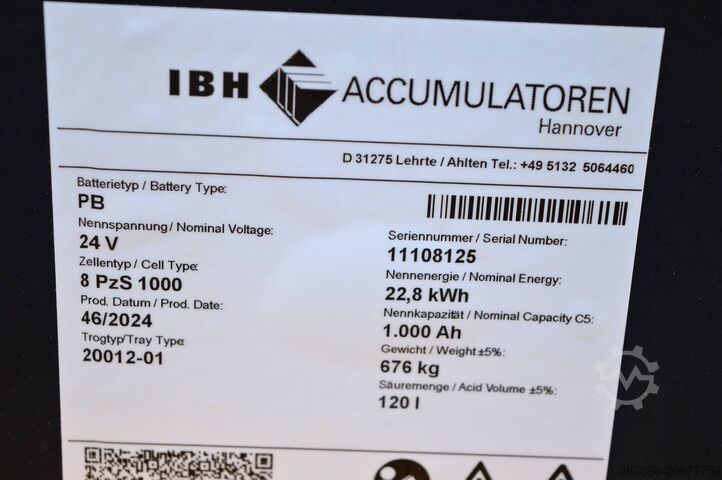 IBH ACCUMULATOREN
Hannover
D 31275 Lehrte / Ahlten Tel.: +49 5132 5064460
Batterietyp / Battery Type:
PB
Nennspannung / Nominal Voltage:
24 V
Zellentyp / Cell Type:
8 PzS 1000
Prod. Datum / Prod. Date:
46/2024
Trogtyp/Tray Type:
20012-01
Seriennummer / Serial Number:
11108125
Nennenergie / Nominal Energy:
22,8 kWh
Nennkapazität / Nominal Capacity C5:
1.000 Ah
Gewicht / Weight ±5%:
676 kg
Säuremenge / Acid Volume ±5%:
120 l
287084-20871752